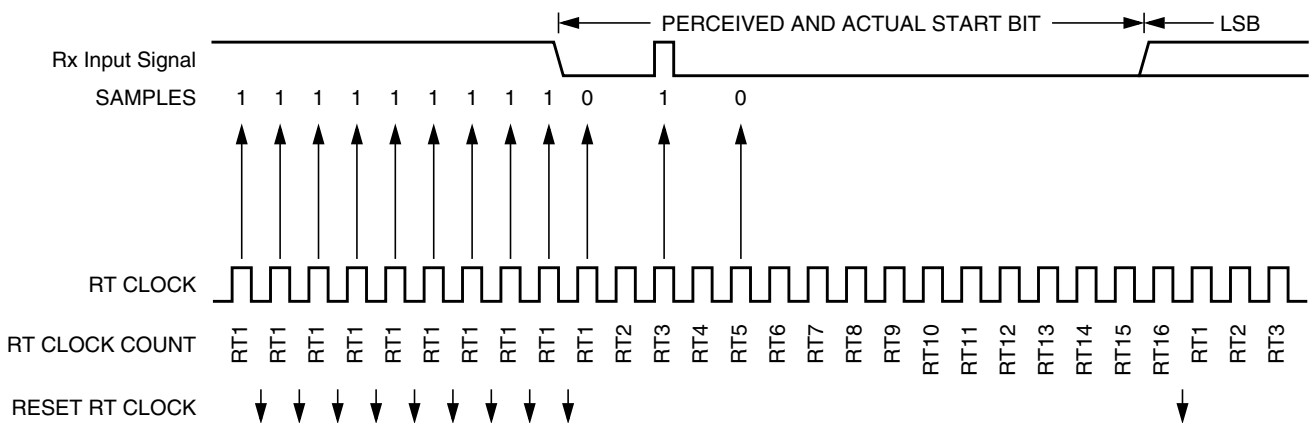 PERCEIVED AND ACTUAL START BIT LSB
Rx Input Signal
SAMPLES 1 1 1 1 1 1 1 1 1 0 1 0
RT CLOCK
RT CLOCK COUNT RT1 RT1 RT1 RT1 RT1 RT1 RT1 RT1 RT1 RT1 RT2 RT3 RT4 RT5 RT6 RT7 RT8 RT9 RT10 RT11 RT12 RT13 RT14 RT15 RT16 RT1 RT2 RT3
RESET RT CLOCK